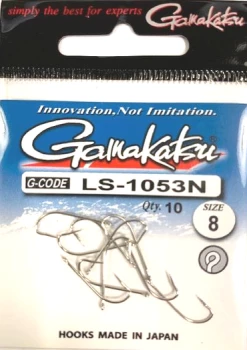 simply the best for experts
Gamakatsu
Innovation, Not Imitation.
Gamakatsu
G-CODE LS-1053N
Qty. 10
SIZE
8
HOOKS MADE IN JAPAN